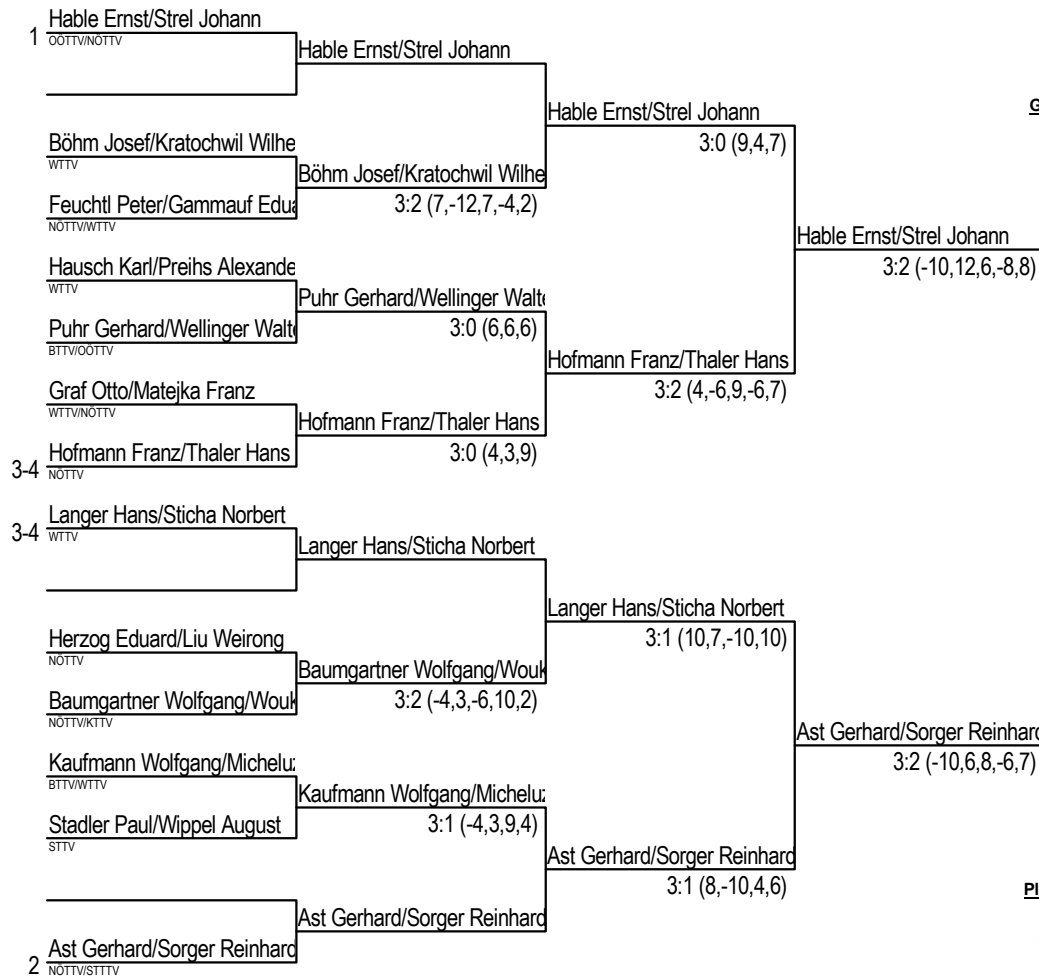 Hable Ernst/Strel Johann
1
OÖTTV/NÖTTV
Hable Ernst/Strel Johann
Hable Ernst/Strel Johann
3:0 (9,4,7)
G
Böhm Josef/Kratochwil Wilhe
WTTV
Böhm Josef/Kratochwil Wilhe
3:2 (7,-12,7,-4,2)
Feuchtl Peter/Gammauf Edua
NÖTTV/WTTV
Hable Ernst/Strel Johann
3:2 (-10,12,6,-8,8)
Hausch Karl/Preihs Alexande
WTTV
Puhr Gerhard/Wellinger Walte
3:0 (6,6,6)
Puhr Gerhard/Wellinger Walte
BTTV/OÖTTV
Hofmann Franz/Thaler Hans
3:2 (4,-6,9,-6,7)
Graf Otto/Matejka Franz
WTTV/NÖTTV
Hofmann Franz/Thaler Hans
3:0 (4,3,9)
Hofmann Franz/Thaler Hans
3-4
NÖTTV
Langer Hans/Sticha Norbert
3-4
WTTV
Langer Hans/Sticha Norbert
Langer Hans/Sticha Norbert
3:1 (10,7,-10,10)
Herzog Eduard/Liu Weirong
NÖTTV
Baumgartner Wolfgang/Wouk
3:2 (-4,3,-6,10,2)
Baumgartner Wolfgang/Wouk
NÖTTV/KTTV
Ast Gerhard/Sorger Reinhard
3:2 (-10,6,8,-6,7)
Kaufmann Wolfgang/Micheluz
BTTV/WTTV
Kaufmann Wolfgang/Micheluz
3:1 (-4,3,9,4)
Stadler Paul/Wippel August
STTV
Ast Gerhard/Sorger Reinhard
3:1 (8,-10,4,6)
Pl
Ast Gerhard/Sorger Reinhard
Ast Gerhard/Sorger Reinhard
2
NÖTTV/STTTV